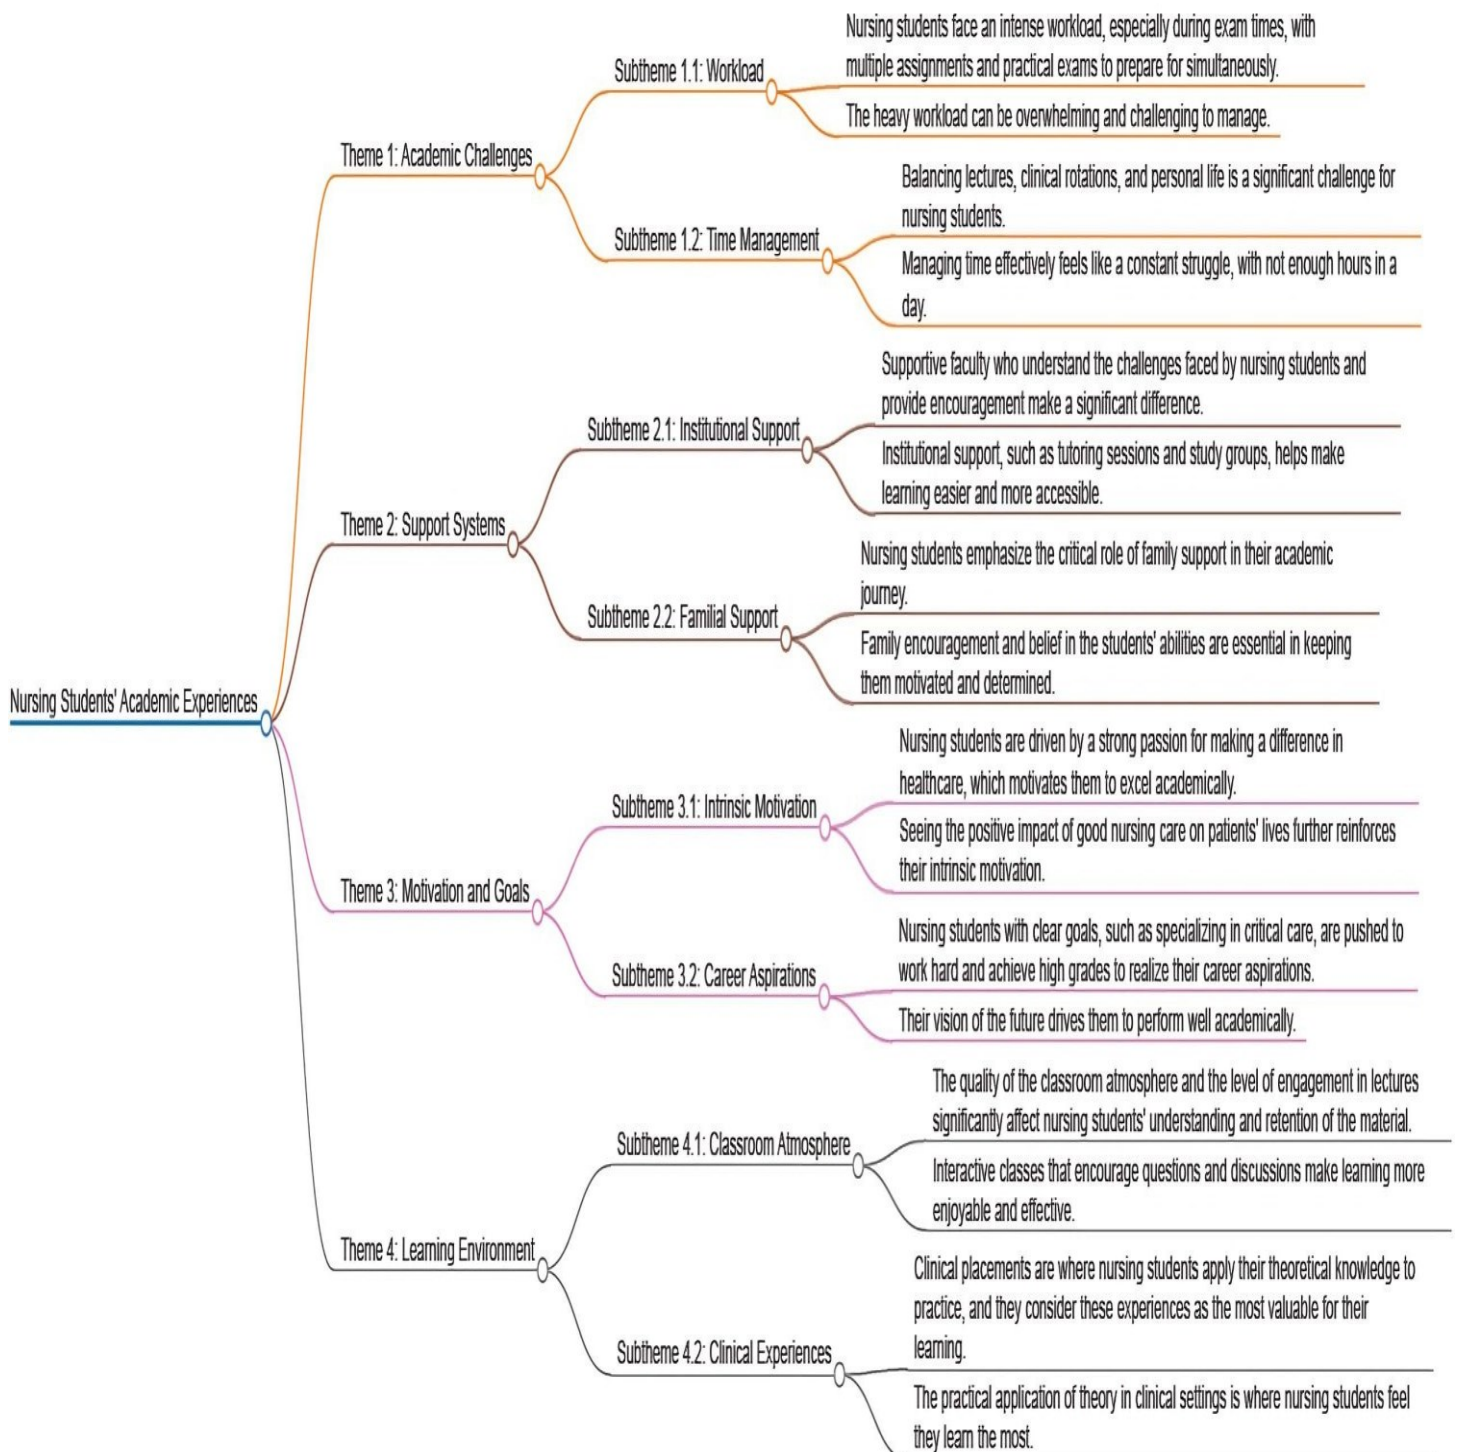 Nursing Students' Academic Experiences
Theme 1: Academic Challenges
Subtheme 1.1: Workload
Nursing students face an intense workload, especially during exam times, with
multiple assignments and practical exams to prepare for simultaneously.
The heavy workload can be overwhelming and challenging to manage.
Subtheme 1.2: Time Management
Balancing lectures, clinical rotations, and personal life is a significant challenge for
nursing students.
Managing time effectively feels like a constant struggle, with not enough hours in a
day.
Theme 2: Support Systems
Subtheme 2.1: Institutional Support
Supportive faculty who understand the challenges faced by nursing students and
provide encouragement make a significant difference.
Institutional support, such as tutoring sessions and study groups, helps make
learning easier and more accessible.
Subtheme 2.2: Familial Support
Nursing students emphasize the critical role of family support in their academic
journey.
Family encouragement and belief in the students' abilities are essential in keeping
them motivated and determined.
Theme 3: Motivation and Goals
Subtheme 3.1: Intrinsic Motivation
Nursing students are driven by a strong passion for making a difference in
healthcare, which motivates them to excel academically.
Seeing the positive impact of good nursing care on patients' lives further reinforces
their intrinsic motivation.
Subtheme 3.2: Career Aspirations
Nursing students with clear goals, such as specializing in critical care, are pushed to
work hard and achieve high grades to realize their career aspirations.
Their vision of the future drives them to perform well academically.
Theme 4: Learning Environment
Subtheme 4.1: Classroom Atmosphere
The quality of the classroom atmosphere and the level of engagement in lectures
significantly affect nursing students' understanding and retention of the material.
Interactive classes that encourage questions and discussions make learning more
enjoyable and effective.
Subtheme 4.2: Clinical Experiences
Clinical placements are where nursing students apply their theoretical knowledge to
practice, and they consider these experiences as the most valuable for their
learning.
The practical application of theory in clinical settings is where nursing students feel
they learn the most.